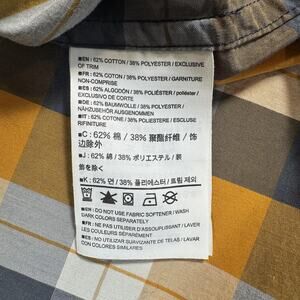 ■EN : 62% COTTON / 38% POLYESTER / EXCLUSIVE
OF TRIM
■FR : 62% COTON / 38% POLYESTER / GARNITURE
NON-COMPRISE
■ES : 62% ALGODÓN / 38% POLIÉSTER / poliéster /
EXCLUSIVO DE CORTE
■DE : 62% BAUMWOLLE / 38% POLYESTER /
NÄHZUBEHÖR AUSGENOMMEN
■IT : 62% COTONE / 38% POLIESTERE / ESCLUSE
RIFINITURE
■C : 62% 棉 / 38% 聚酯纤维 / 饰
边除外
■J : 62% 綿 / 38% ポリエステル / 装
飾を除く
■K : 62% 면 / 38% 폴리에스터 / 트림 제외
■EN : DO NOT USE FABRIC SOFTENER / WASH
DARK COLORS SEPARATELY
■FR : NE PAS UTILISER D'ASSOUPLISSANT / LAVER
LES COULEURS SIMILAIRES
■ES : NO UTILIZAR SUAVIZANTE DE TELAS / LAVAR
CON COLORES SIMILARES